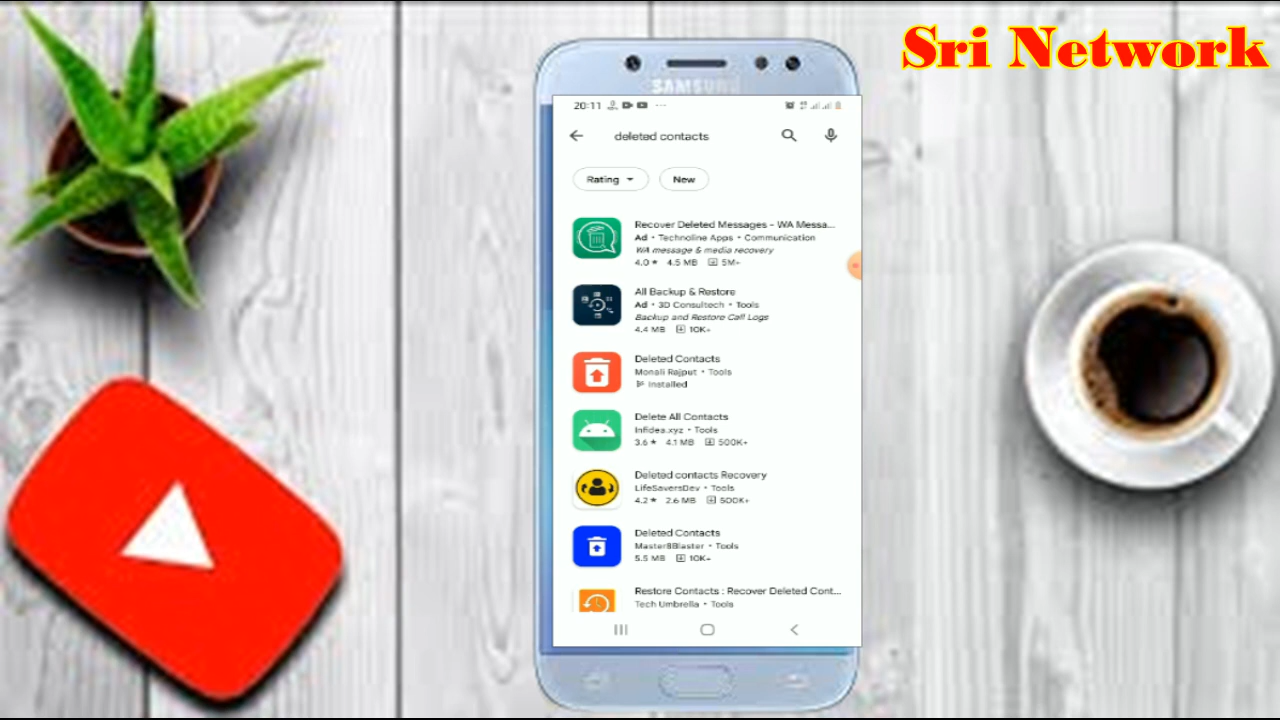 Sri Network
SAMSUNG
20:11
deleted contacts
Rating
New
Recover Deleted Messages - WA Messa...
Ad • Technoline Apps • Communication
WA message & media recovery
4.0 ★ 4.5 MB 5M+
All Backup & Restore
Ad • 3D Consultech • Tools
Backup and Restore Call Logs
4.4 MB 10K+
Deleted Contacts
Monali Rajput • Tools
Installed
Delete All Contacts
Infidea.xyz • Tools
3.6 ★ 4.1 MB 500K+
Deleted contacts Recovery
LifeSaversDev • Tools
4.2 ★ 2.6 MB 500K+
Deleted Contacts
Master8Blaster • Tools
5.5 MB 10K+
Restore Contacts : Recover Deleted Cont...
Tech Umbrella • Tools